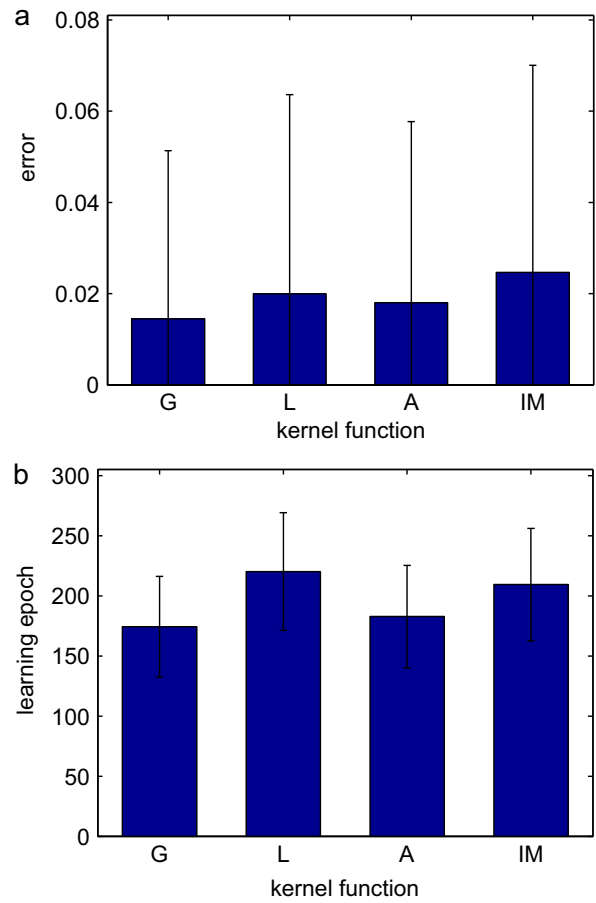 a
0.08
0.06
0.04
0.02
0
error
G L A IM
kernel function
b
300
250
200
150
100
50
0
learning epoch
G L A IM
kernel function